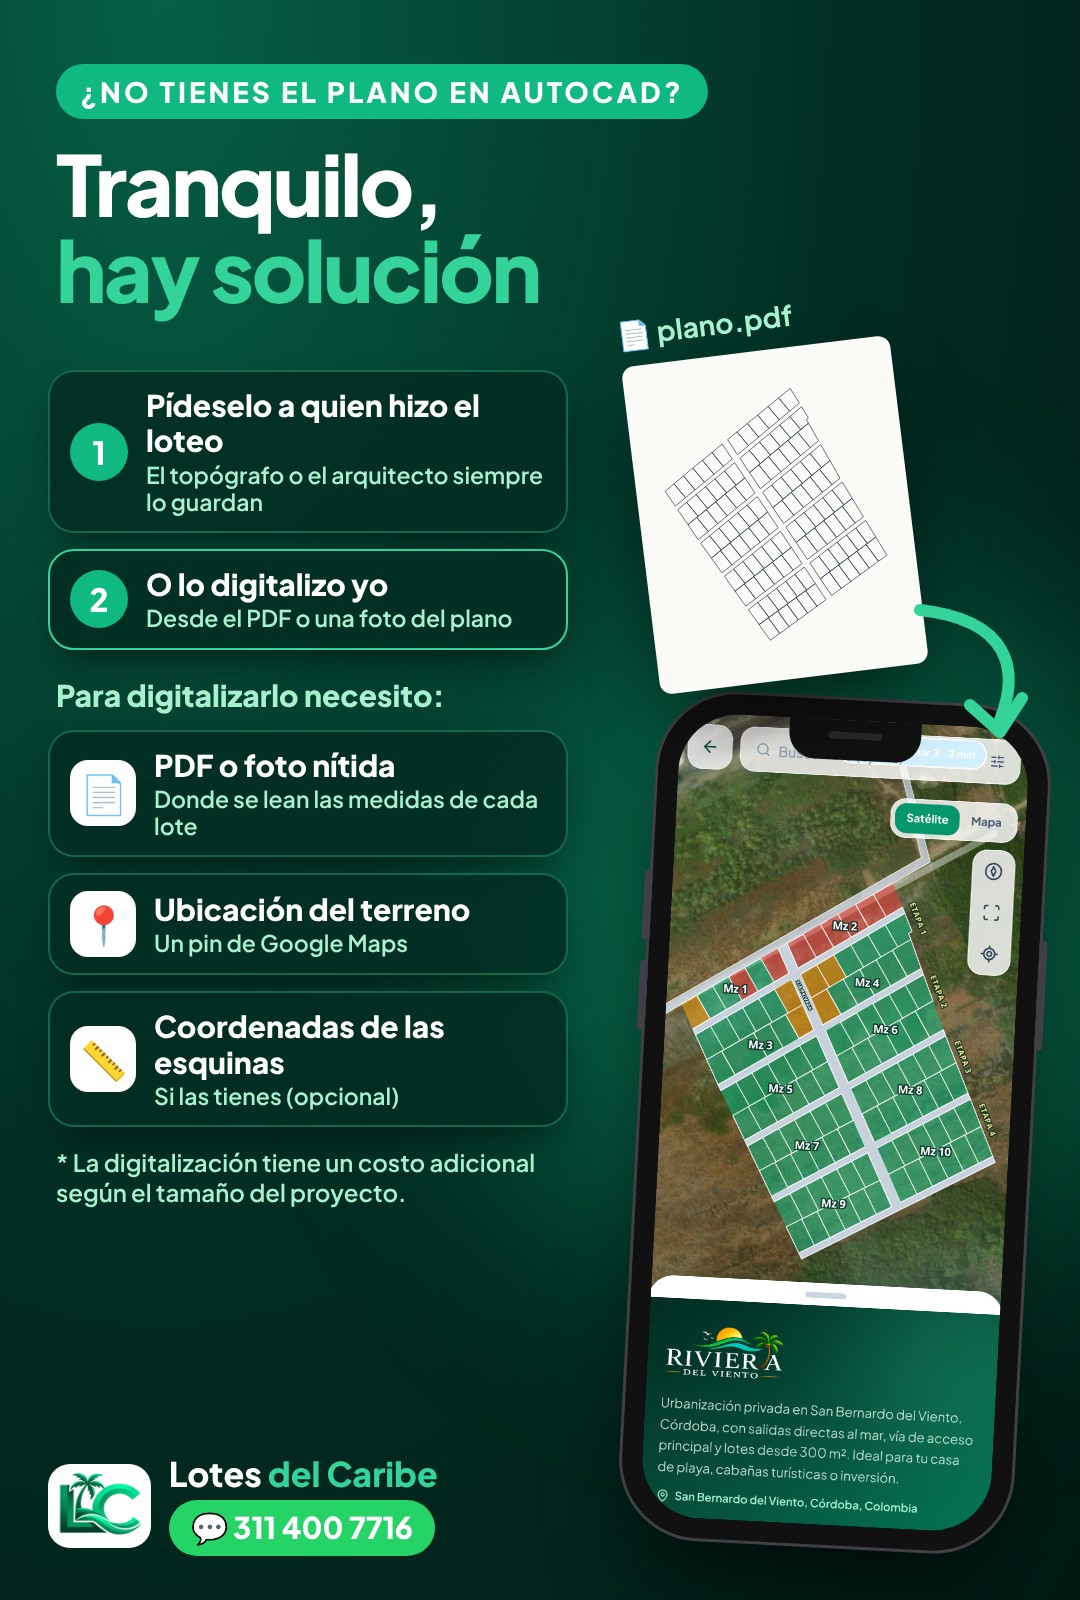 ¿NO TIENES EL PLANO EN AUTOCAD?
Tranquilo,
hay solución
plano.pdf
1
Pídeselo a quien hizo el
loteo
El topógrafo o el arquitecto siempre
lo guardan
2
O lo digitalizo yo
Desde el PDF o una foto del plano
Para digitalizarlo necesito:
PDF o foto nítida
Donde se lean las medidas de cada
lote
Ubicación del terreno
Un pin de Google Maps
Coordenadas de las
esquinas
Si las tienes (opcional)
* La digitalización tiene un costo adicional
según el tamaño del proyecto.
LC
Lotes del Caribe
311 400 7716
3 - 3 min
Satélite
Mapa
ETAPA 1
Mz 2
Mz 1
Mz 4
ETAPA 2
Mz 3
Mz 6
ETAPA 3
Mz 5
Mz 8
ETAPA 4
Mz 7
Mz 10
Mz 9
RIVIERA
DEL VIENTO
Urbanización privada en San Bernardo del Viento,
Córdoba, con salidas directas al mar, vía de acceso
principal y lotes desde 300 m². Ideal para tu casa
de playa, cabañas turísticas o inversión.
San Bernardo del Viento, Córdoba, Colombia